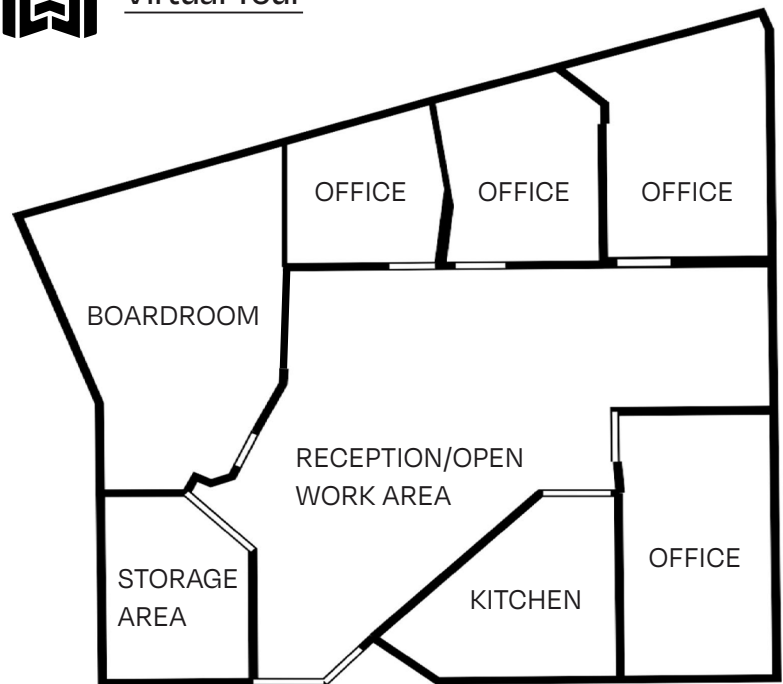 Virtual Tour
OFFICE
OFFICE
OFFICE
BOARDROOM
RECEPTION/OPEN
WORK AREA
OFFICE
STORAGE
AREA
KITCHEN